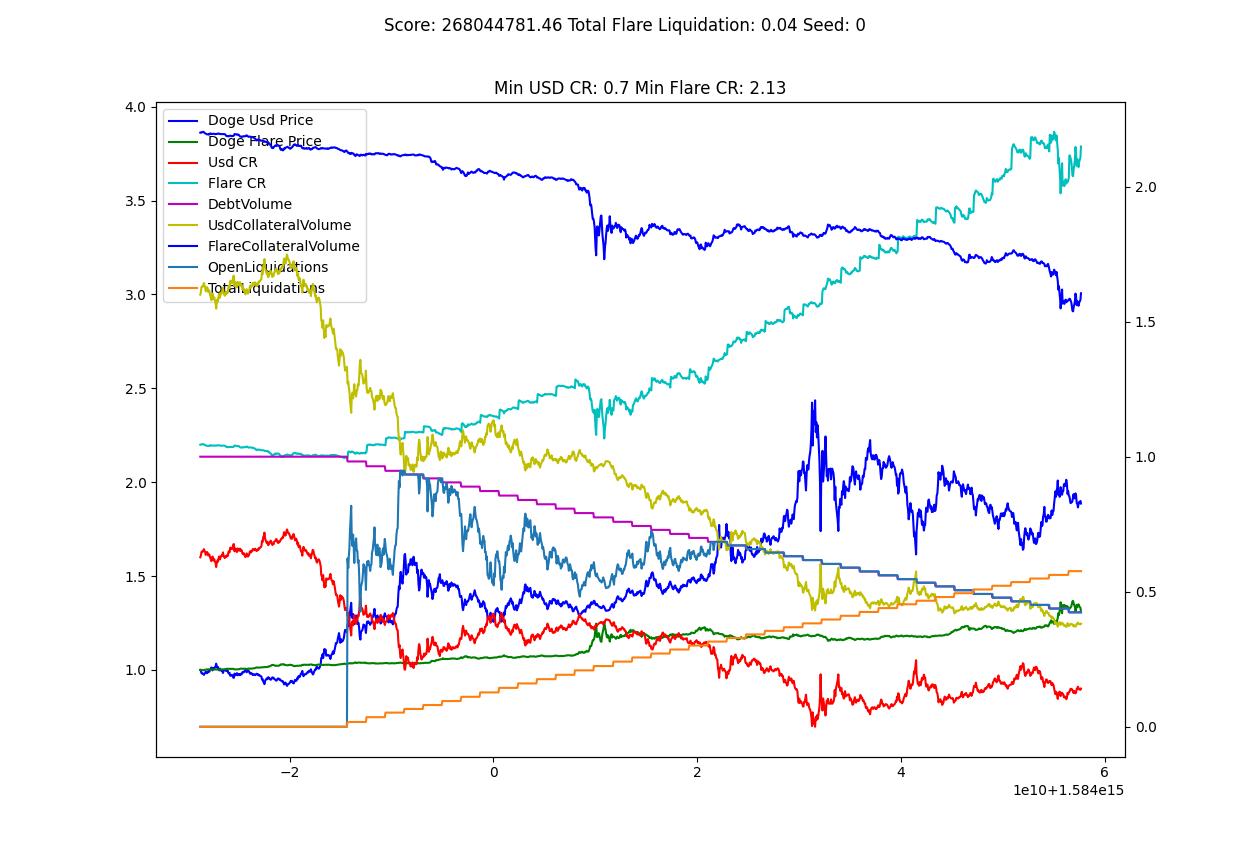 Score: 268044781.46 Total Flare Liquidation: 0.04 Seed: 0
Min USD CR: 0.7 Min Flare CR: 2.13
Doge Usd Price
Doge Flare Price
Usd CR
Flare CR
DebtVolume
UsdCollateralVolume
FlareCollateralVolume
OpenLiquidations
TotalLiquidations
4.0
3.5
3.0
2.5
2.0
1.5
1.0
2.0
1.5
1.0
0.5
0.0
−2
0
2
4
6
1e10+1.584e15